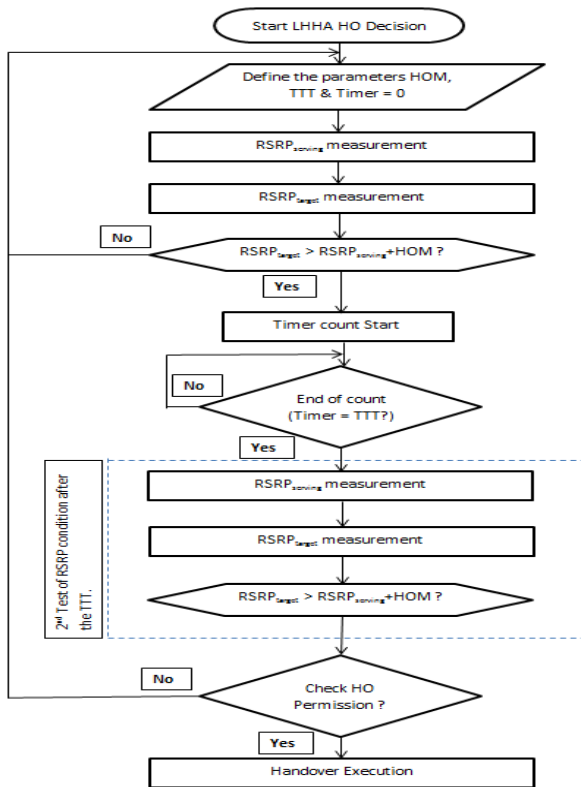 Start LHHA HO Decision
Define the parameters HOM,
TTT & Timer = 0
RSRPserving measurement
RSRPtarget measurement
No
RSRPtarget > RSRPserving+HOM ?
Yes
Timer count Start
No
End of count
(Timer = TTT?)
Yes
2nd Test of RSRP condition after
the TTT.
RSRPserving measurement
RSRPtarget measurement
RSRPtarget > RSRPserving+HOM ?
No
Check HO
Permission ?
Yes
Handover Execution